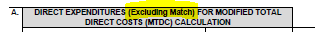 A. DIRECT EXPENDITURES (Excluding Match) FOR MODIFIED TOTAL
DIRECT COSTS (MTDC) CALCULATION